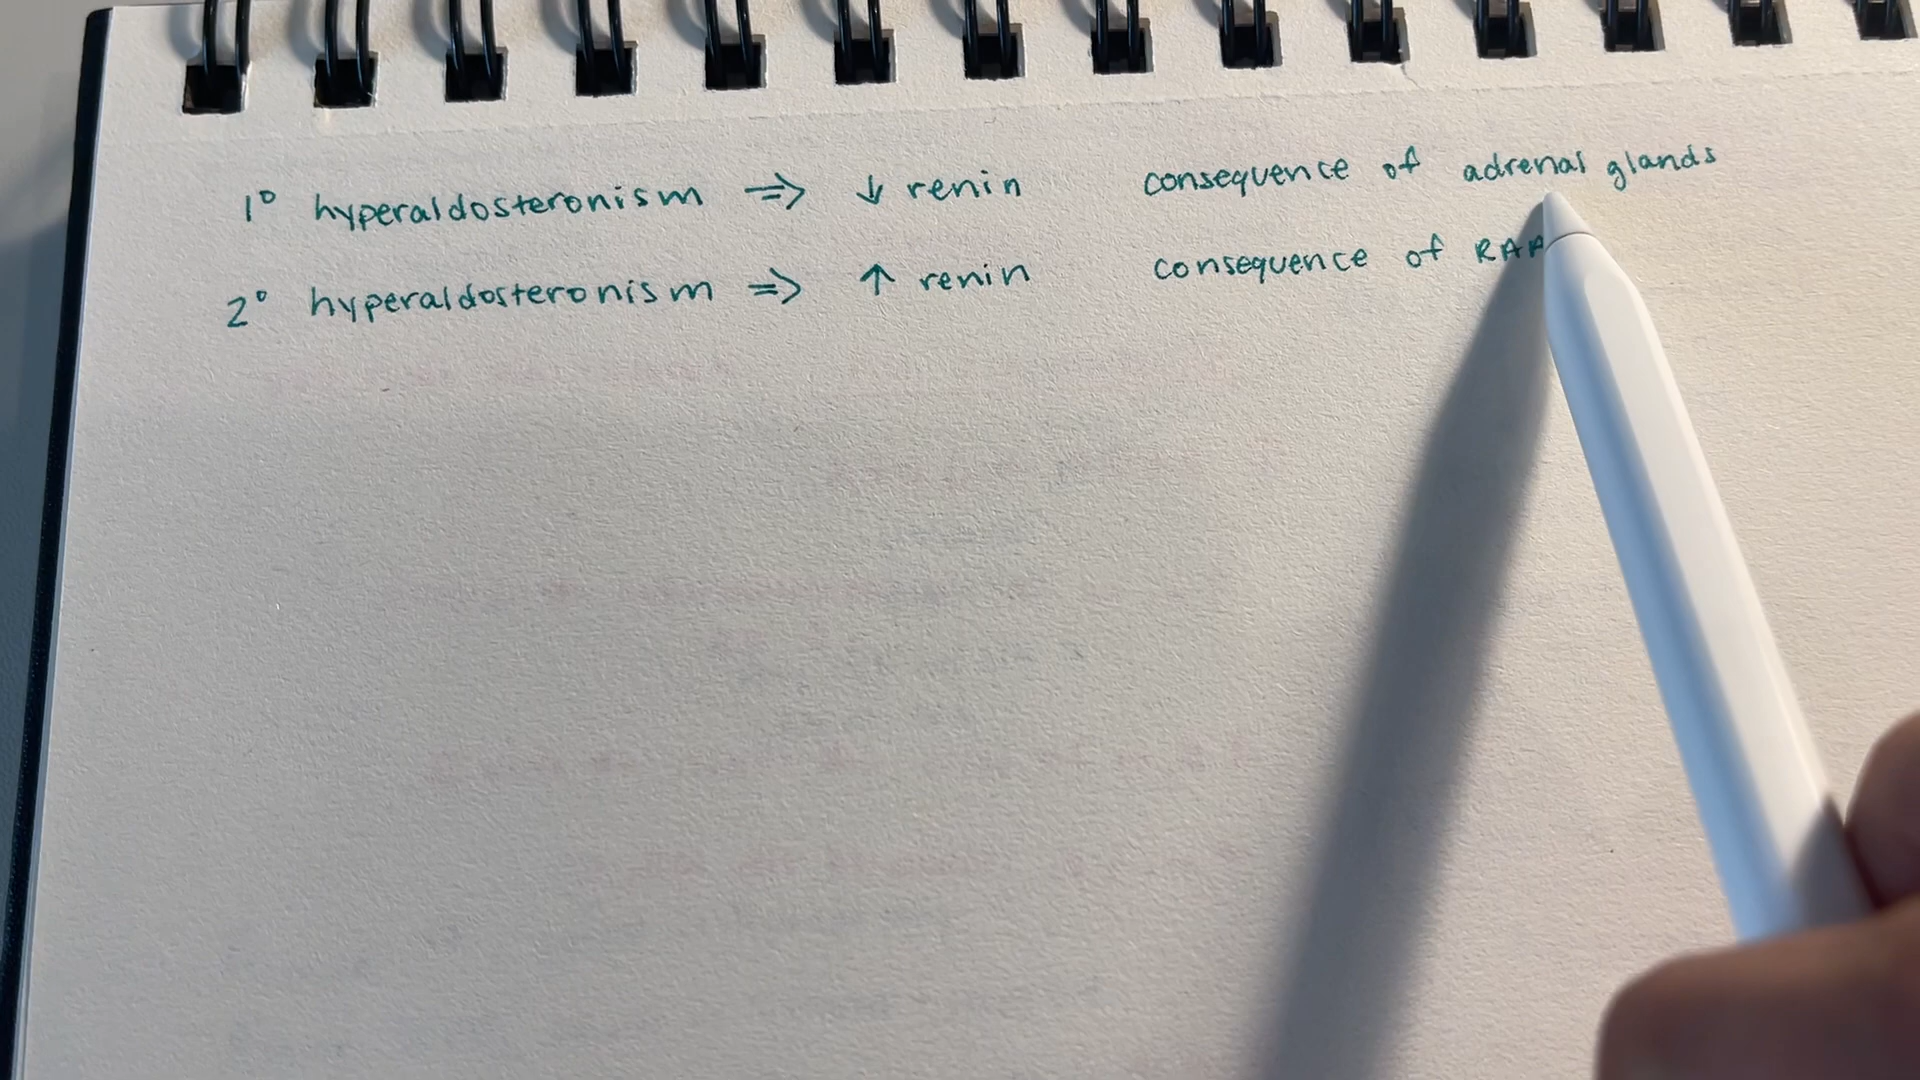 1° hyperaldosteronism ⇒ ↓ renin consequence of adrenal glands
2° hyperaldosteronism ⇒ ↑ renin consequence of